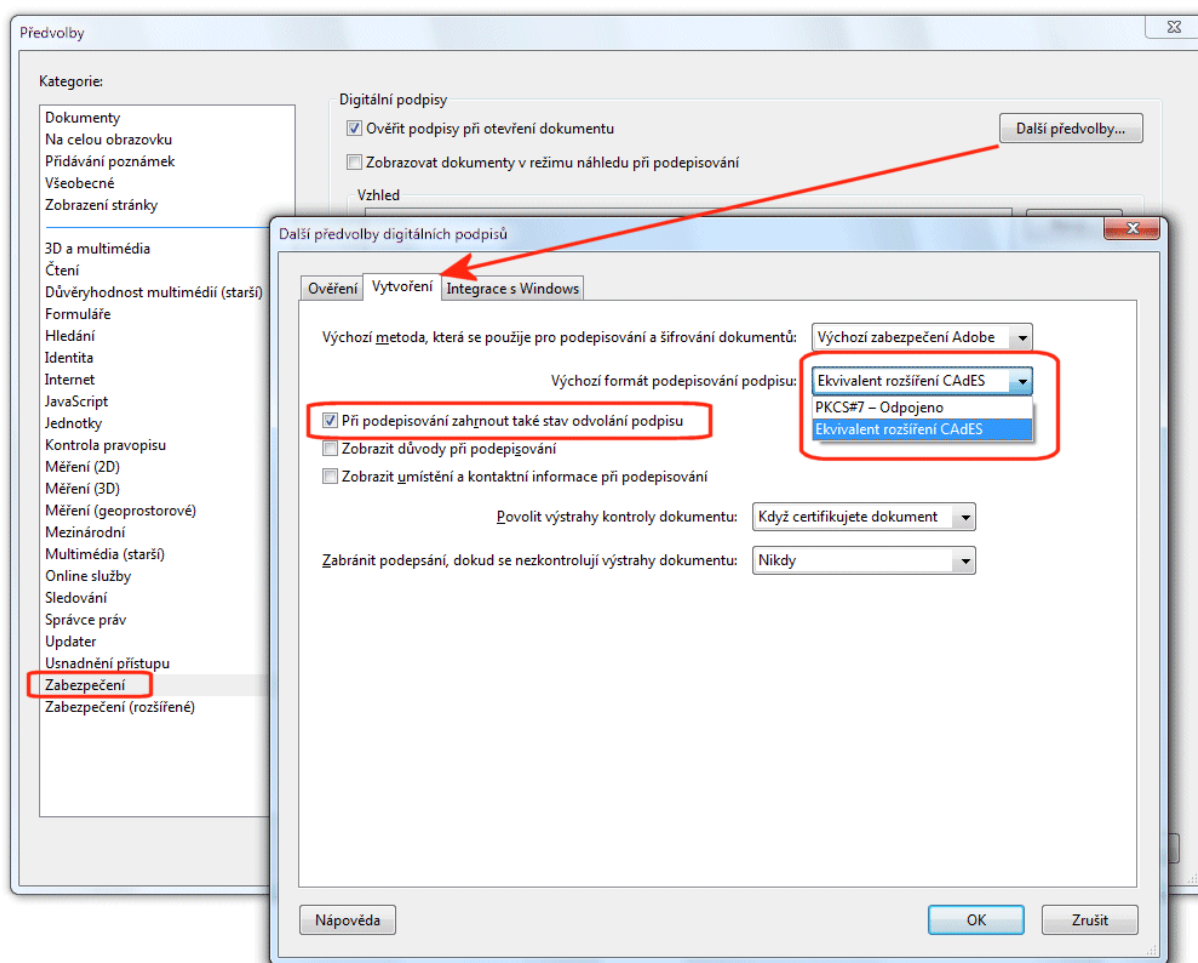 Předvolby
Kategorie:
Dokumenty
Na celou obrazovku
Přidávání poznámek
Všeobecné
Zobrazení stránky
3D a multimédia
Čtení
Důvěryhodnost multimédií (starší)
Formuláře
Hledání
Identita
Internet
JavaScript
Jednotky
Kontrola pravopisu
Měření (2D)
Měření (3D)
Měření (geoprostorové)
Mezinárodní
Multimédia (starší)
Online služby
Sledování
Správce práv
Updater
Usnadnění přístupu
Zabezpečení
Zabezpečení (rozšířené)
Digitální podpisy
Ověřit podpisy při otevření dokumentu
Další předvolby...
Zobrazovat dokumenty v režimu náhledu při podepisování
Vzhled
Další předvolby digitálních podpisů
Ověření Vytvoření Integrace s Windows
Výchozí metoda, která se použije pro podepisování a šifrování dokumentů: Výchozí zabezpečení Adobe
Výchozí formát podepisování podpisu: Ekvivalent rozšíření CAdES
PKCS#7 – Odpojeno
Ekvivalent rozšíření CAdES
Při podepisování zahrnout také stav odvolání podpisu
Zobrazit důvody při podepisování
Zobrazit umístění a kontaktní informace při podepisování
Povolit výstrahy kontroly dokumentu: Když certifikujete dokument
Zabránit podepsání, dokud se nezkontrolují výstrahy dokumentu: Nikdy
Nápověda
OK
Zrušit